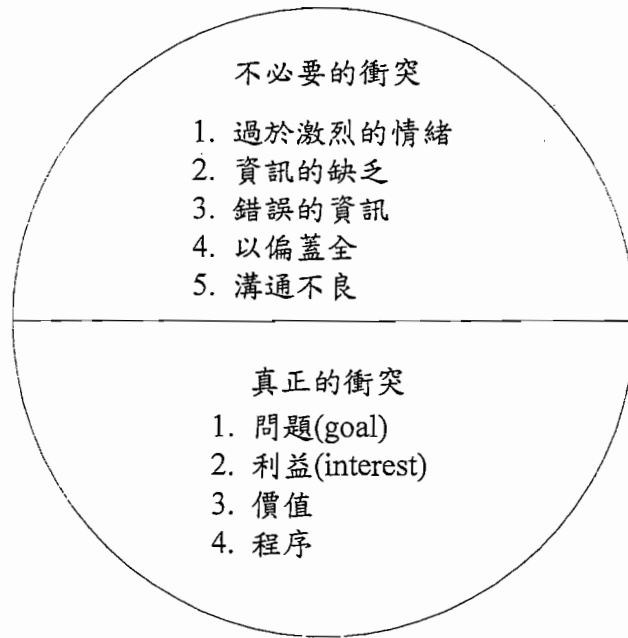 不必要的衝突
1. 過於激烈的情緒
2. 資訊的缺乏
3. 錯誤的資訊
4. 以偏蓋全
5. 溝通不良
真正的衝突
1. 問題(goal)
2. 利益(interest)
3. 價值
4. 程序